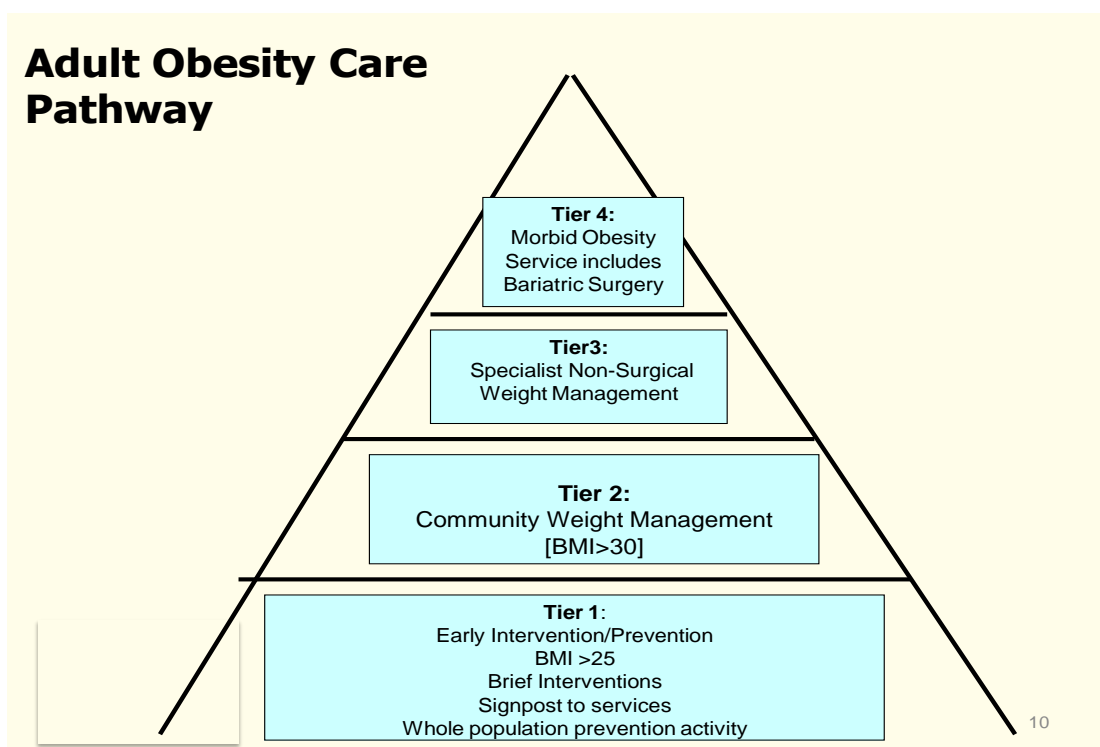 Adult Obesity Care
Pathway
Tier 4:
Morbid Obesity
Service includes
Bariatric Surgery
Tier3:
Specialist Non-Surgical
Weight Management
Tier 2:
Community Weight Management
[BMI>30]
Tier 1:
Early Intervention/Prevention
BMI >25
Brief Interventions
Signpost to services
Whole population prevention activity
10